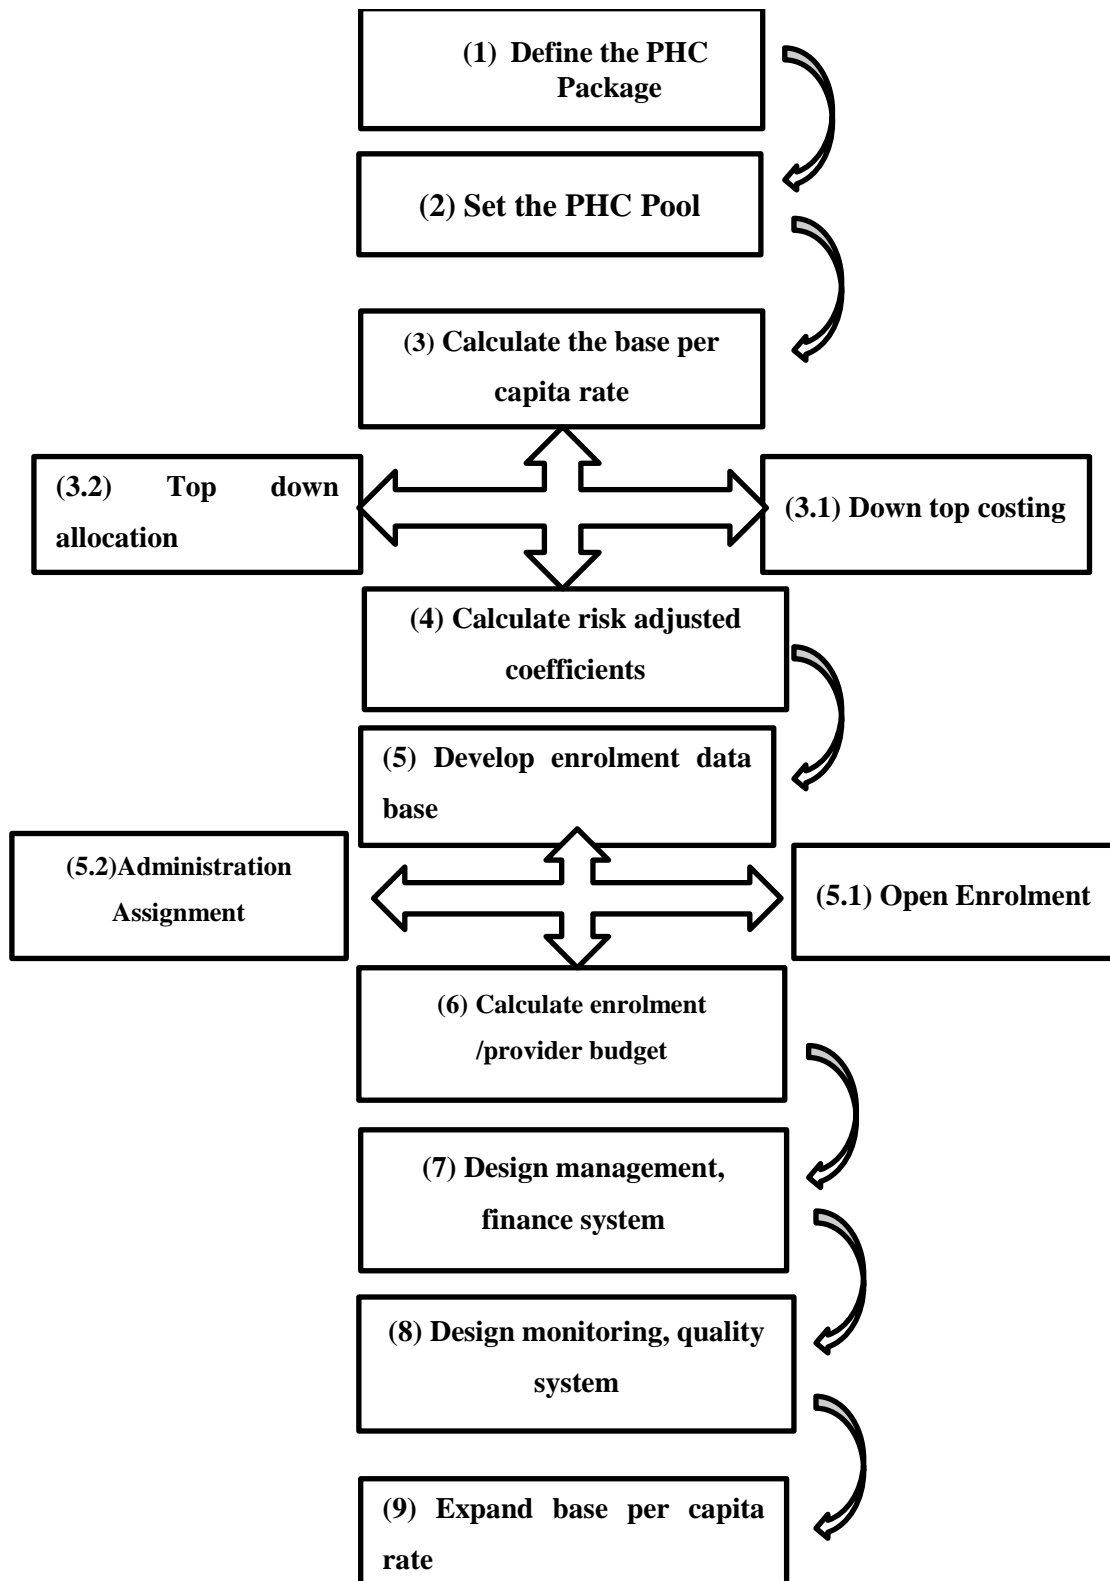 (1) Define the PHC
Package
(2) Set the PHC Pool
(3) Calculate the base per
capita rate
(3.2) Top down
allocation
(3.1) Down top costing
(4) Calculate risk adjusted
coefficients
(5) Develop enrolment data
base
(5.2)Administration
Assignment
(5.1) Open Enrolment
(6) Calculate enrolment
/provider budget
(7) Design management,
finance system
(8) Design monitoring, quality
system
(9) Expand base per capita
rate